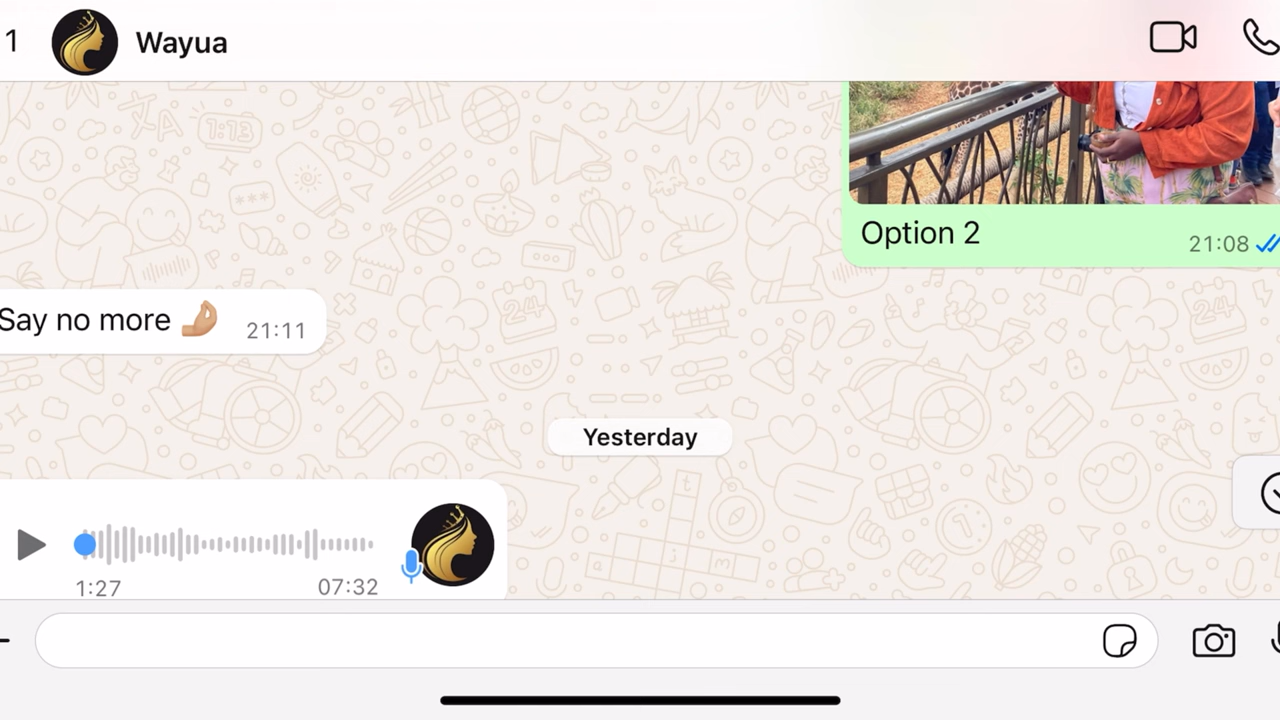 1
Wayua
Option 2
21:08
Say no more 🤌🏼
21:11
Yesterday
1:27
07:32